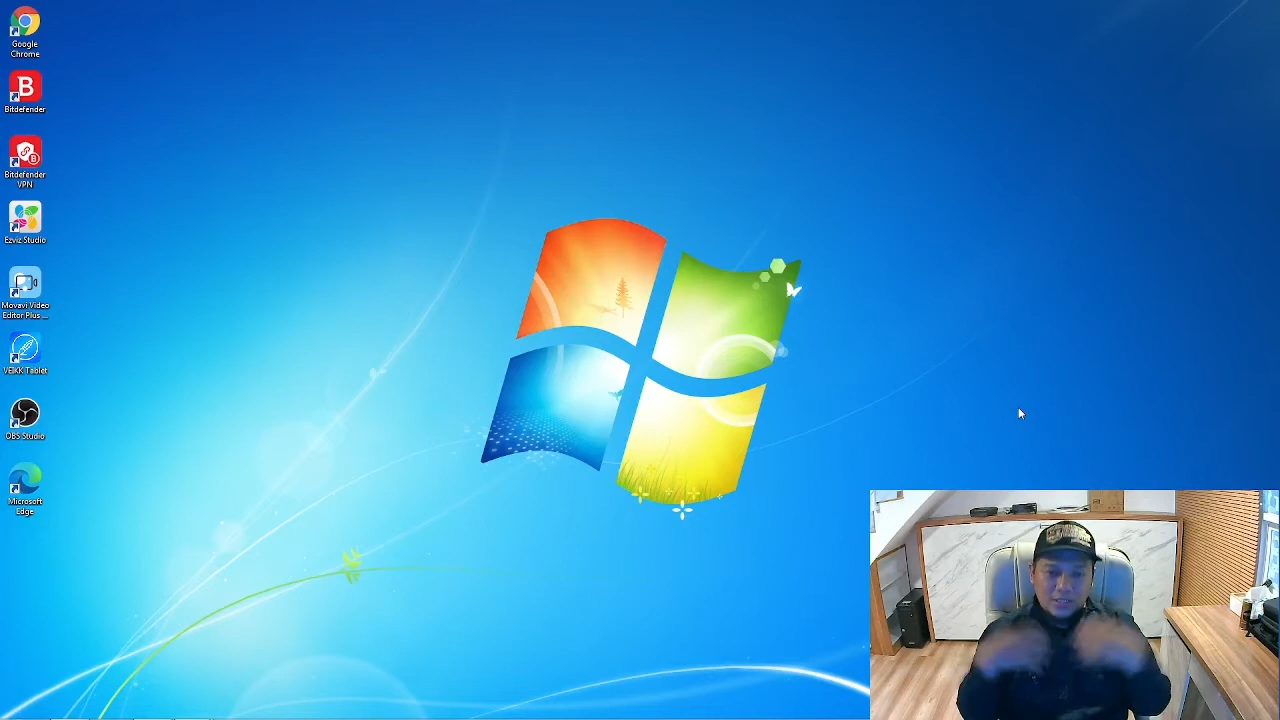 Google
Chrome
Bitdefender
Bitdefender
VPN
Ezviz Studio
Movavi Video
Editor Plus ...
VEIKK Tablet
OBS Studio
Microsoft
Edge